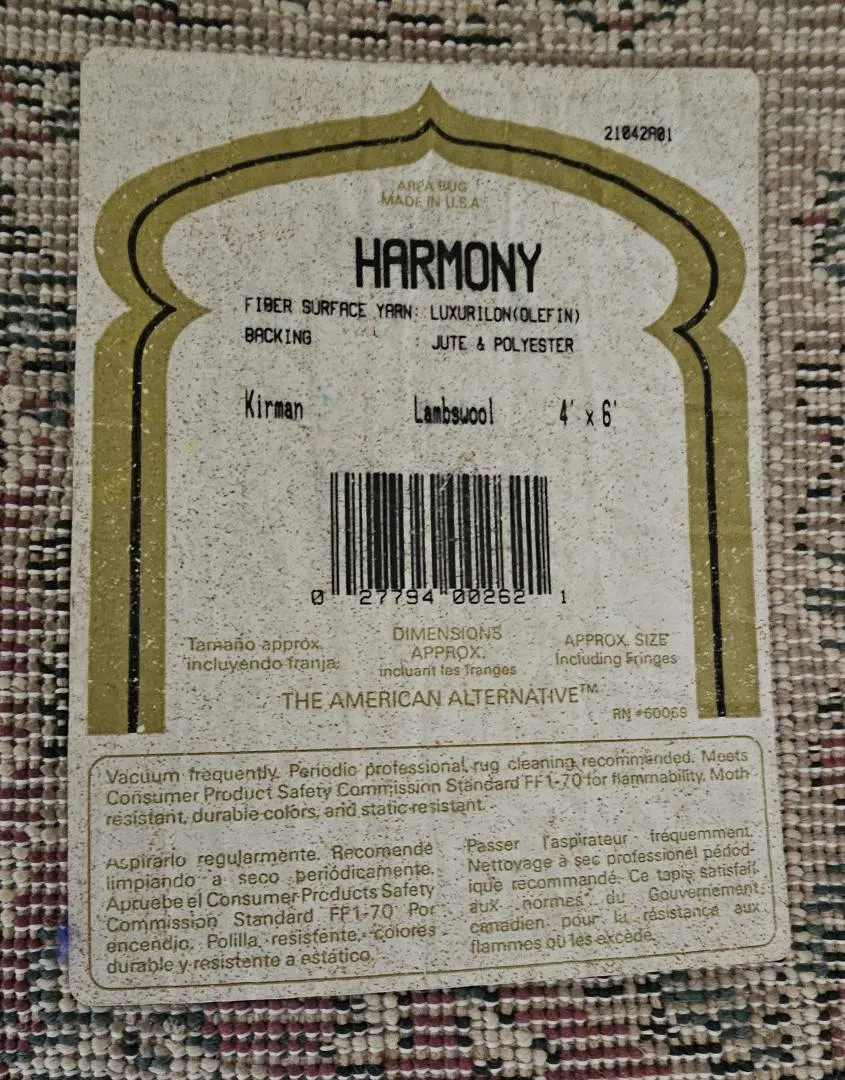 21042A01
AREA RUG
MADE IN U.S.A
HARMONY
FIBER SURFACE YARN: LUXURILON(OLEFIN)
BACKING : JUTE & POLYESTER
Kirman Lambswool 4' x 6'
0 27794 00262 1
Tamaño approx.
incluyendo franja:
DIMENSIONS
APPROX.
incluant les franges
APPROX. SIZE
Including Fringes
THE AMERICAN ALTERNATIVE™
RN #60069
Vacuum frequently. Periodic professional rug cleaning recommended. Meets
Consumer Product Safety Commission Standard FF1-70 for flammability. Moth
resistant, durable colors, and static resistant.
Aspirarlo regularmente. Recomende
limpiando a seco periódicamente.
Apruebe el Consumer Products Safety
Commission Standard FF1-70 Por
encendio. Polilla resistente, colores
durable y resistente a estático.
Passer l'aspirateur fréquemment.
Nettoyage à sec professionel périod-
ique recommandé. Ce tapis satisfait
aux normes du Gouvernement
canadien pour la résistance aux
flammes ou les excède.